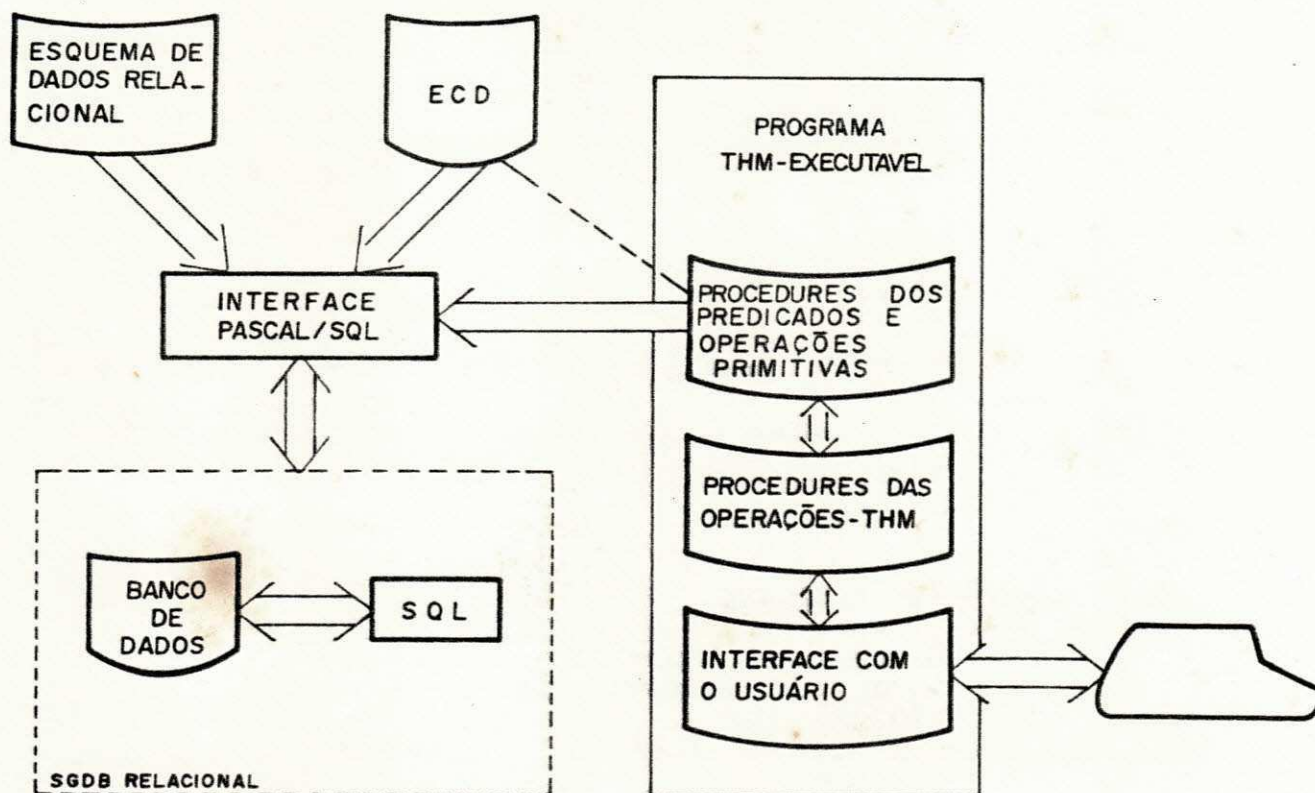 ESQUEMA DE
DADOS RELA_
CIONAL
ECD
PROGRAMA
THM-EXECUTAVEL
INTERFACE
PASCAL/SQL
PROCEDURES DOS
PREDICADOS E
OPERAÇÕES
PRIMITIVAS
PROCEDURES DAS
OPERAÇÕES-THM
BANCO
DE
DADOS
SQL
INTERFACE COM
O USUÁRIO
SGDB RELACIONAL